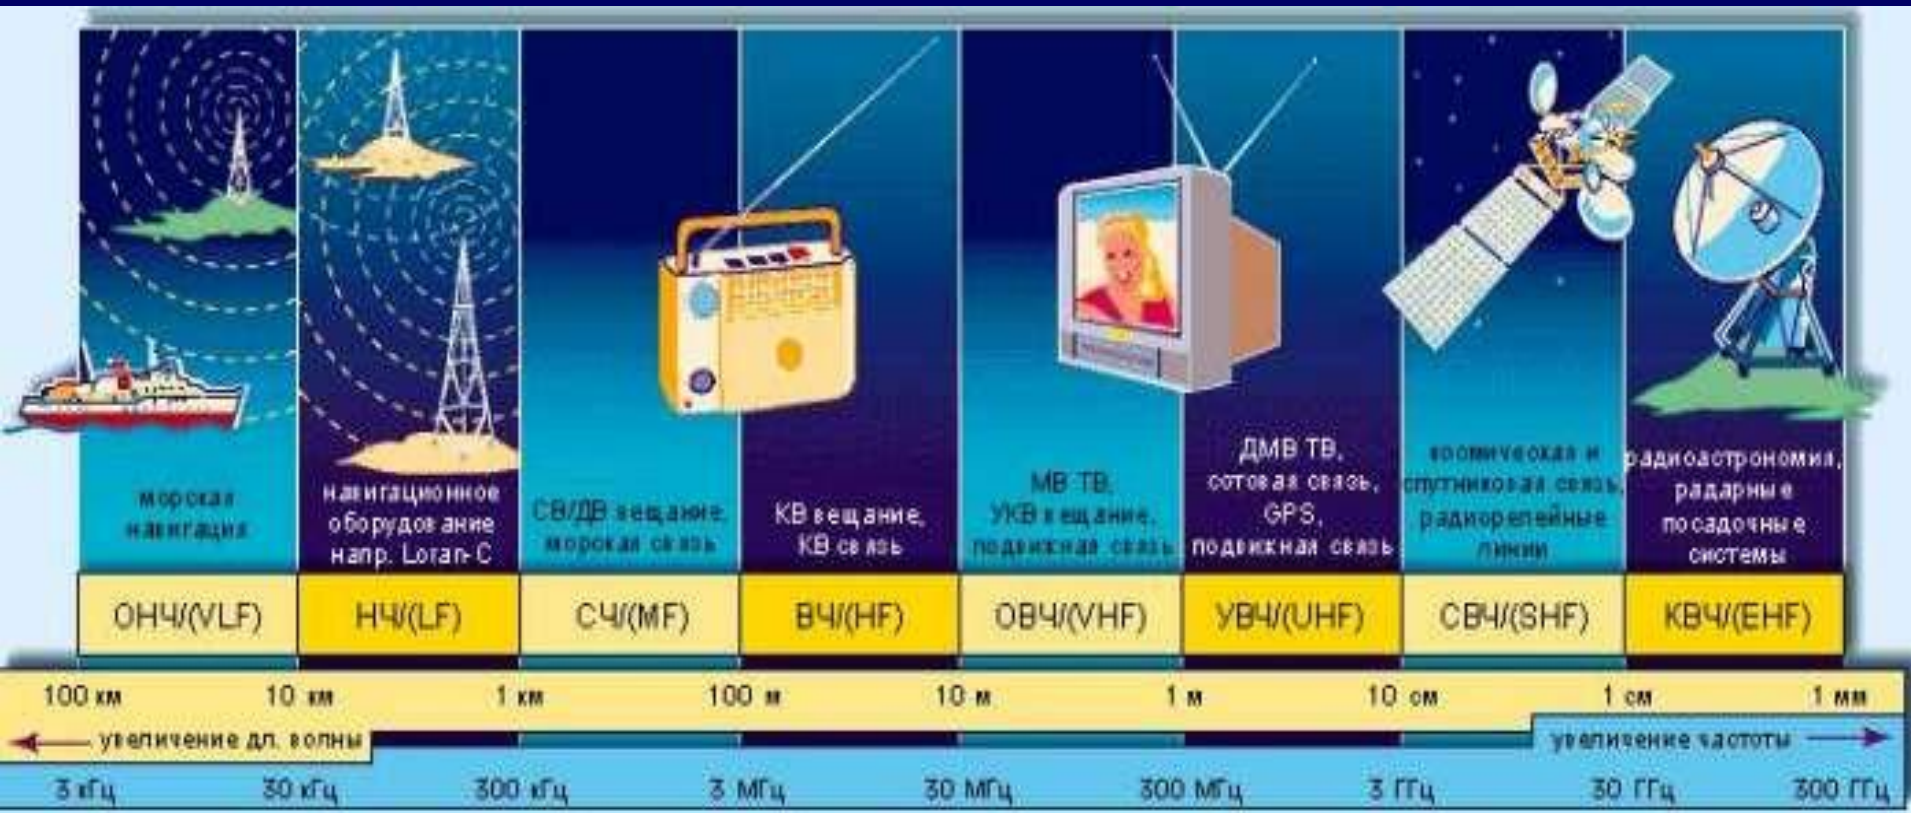 морская
навигация
навигационное
оборудование
напр. Loran-C
СВ/ДВ вещание,
морская связь
КВ вещание,
КВ связь
МВ ТВ,
УКВ вещание,
подвижная связь
ДМВ ТВ,
сотовая связь,
GPS,
подвижная связь
космическая и
спутниковая связь,
радиорелейные
линии
радиоастрономия,
радарные
посадочные
системы
ОНЧ/(VLF) НЧ/(LF) СЧ/(MF) ВЧ/(HF) ОВЧ/(VHF) УВЧ/(UHF) СВЧ/(SHF) КВЧ/(EHF)
100 км 10 км 1 км 100 м 10 м 1 м 10 см 1 см 1 мм
увеличение дл. волны увеличение частоты
3 кГц 30 кГц 300 кГц 3 МГц 30 МГц 300 МГц 3 ГГц 30 ГГц 300 ГГц